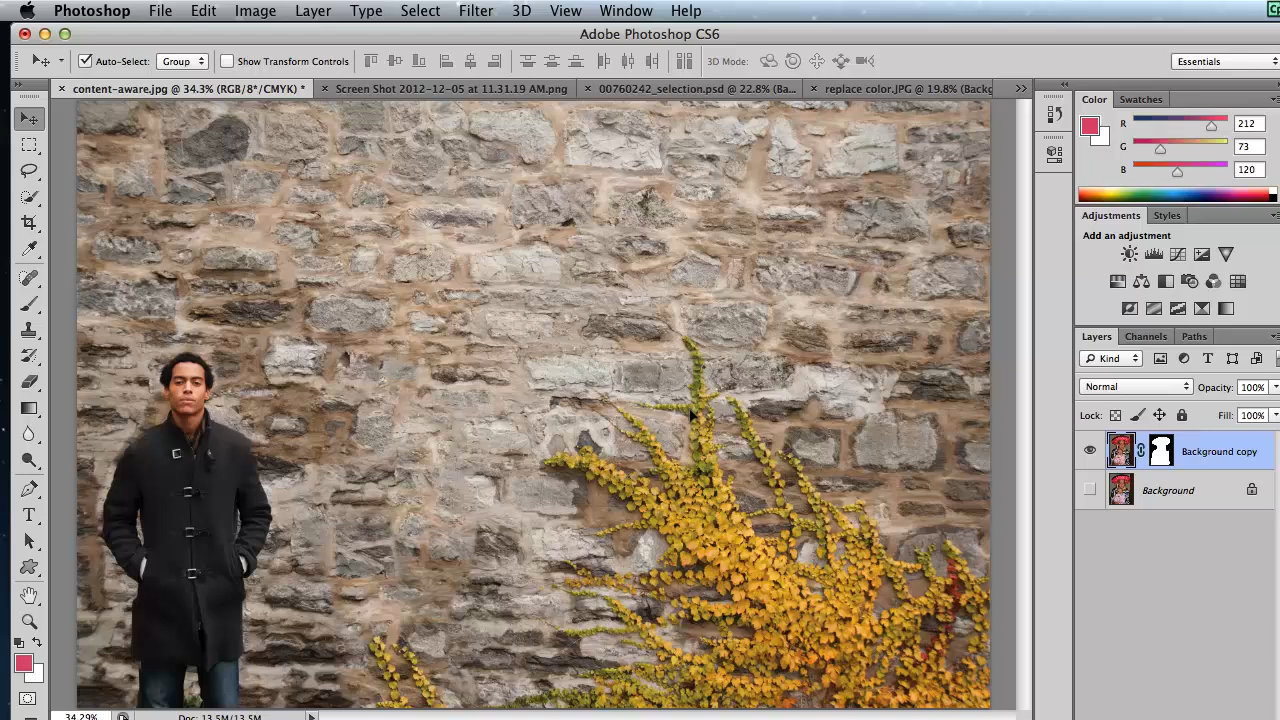 Photoshop File Edit Image Layer Type Select Filter 3D View Window Help
Adobe Photoshop CS6
Auto-Select: Group Show Transform Controls 3D Mode: Essentials
content-aware.jpg @ 34.3% (RGB/8*/CMYK) * Screen Shot 2012-12-05 at 11.31.19 AM.png 00760242_selection.psd @ 22.8% (Ba... replace color.JPG @ 19.8% (Backg
Color Swatches
R 212
G 73
B 120
Adjustments Styles
Add an adjustment
Layers Channels Paths
Kind
Normal Opacity: 100%
Lock: Fill: 100%
Background copy
Background
34.29% Doc: 13.5M/13.5M